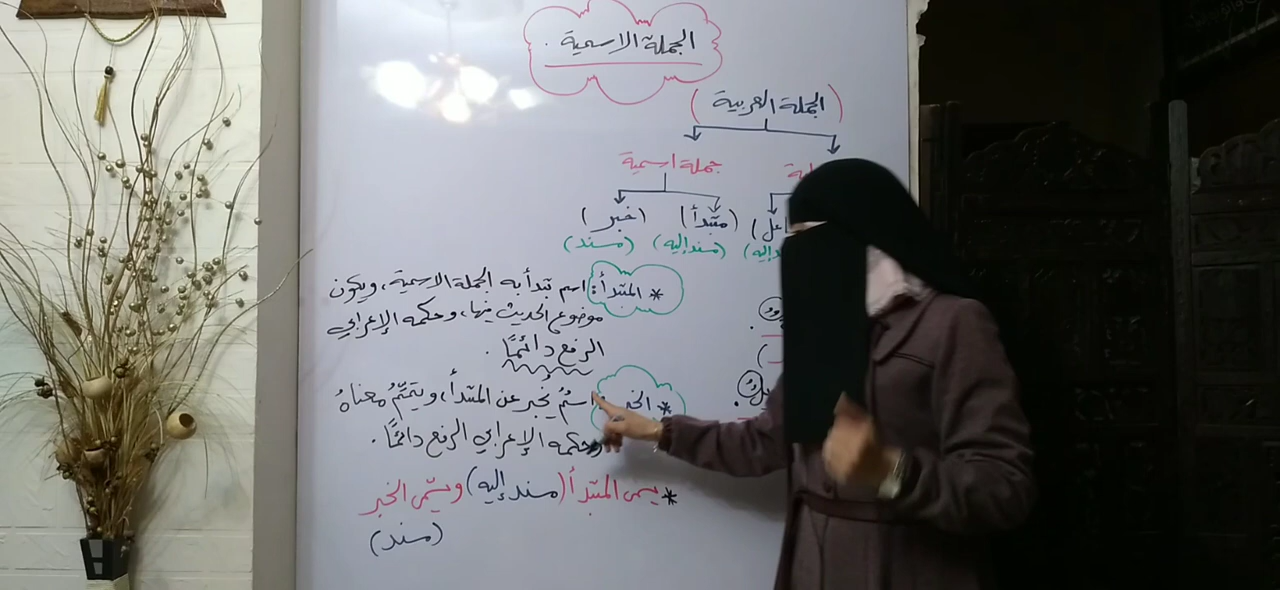 الجملة الاسمية .
(الجملة العربية)
جملة اسمية
(مبتدأ) (خبر)
(مسند إليه) (مسند)
* المبتدأ: اسم تبدأ به الجملة الاسمية، ويكون
موضوع الحديث فيها، وحكمه الإعرابي
الرفع دائمًا .
* الخبر: اسمٌ يُخبر عن المبتدأ، ويتمّمُ معناهُ
وحكمه الإعرابي الرفع دائمًا .
* يسمى المبتدأ (مسند إليه) ويسمّى الخبر
(مسند)